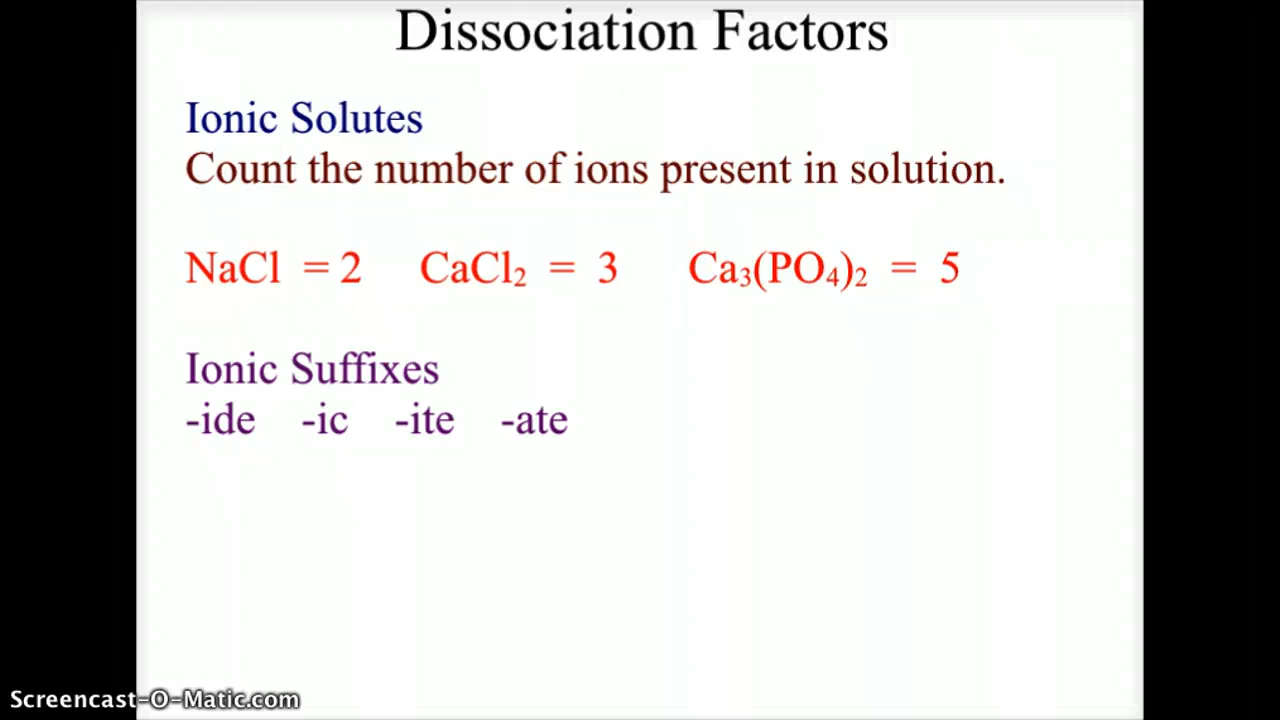 Dissociation Factors
Ionic Solutes
Count the number of ions present in solution.
NaCl = 2 CaCl₂ = 3 Ca₃(PO₄)₂ = 5
Ionic Suffixes
-ide -ic -ite -ate
Screencast-O-Matic.com